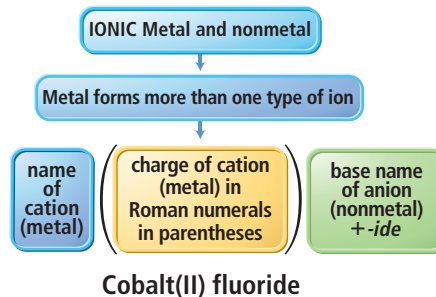 IONIC Metal and nonmetal
Metal forms more than one type of ion
name
of
cation
(metal)
(
charge of cation
(metal) in
Roman numerals
in parentheses
)
base name
of anion
(nonmetal)
+ -ide
Cobalt(II) fluoride